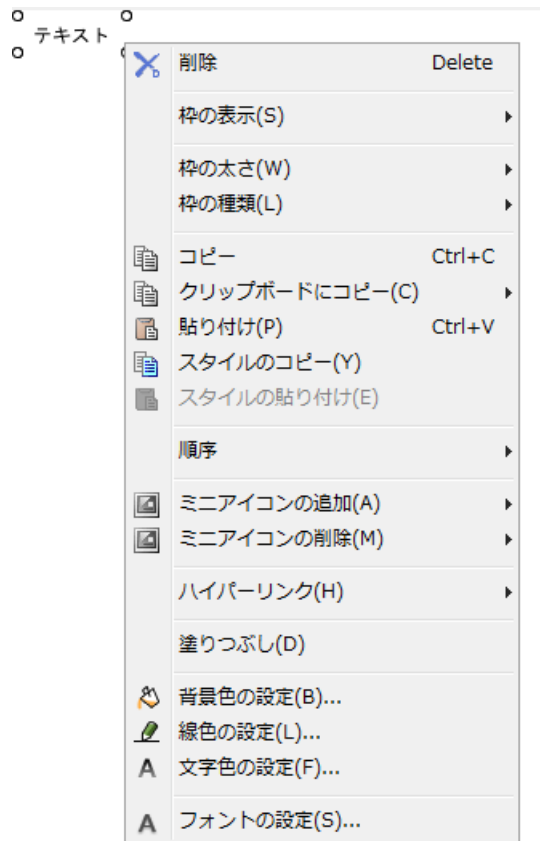 テキスト
削除 Delete
枠の表示(S)
枠の太さ(W)
枠の種類(L)
コピー Ctrl+C
クリップボードにコピー(C)
貼り付け(P) Ctrl+V
スタイルのコピー(Y)
スタイルの貼り付け(E)
順序
ミニアイコンの追加(A)
ミニアイコンの削除(M)
ハイパーリンク(H)
塗りつぶし(D)
背景色の設定(B)...
線色の設定(L)...
文字色の設定(F)...
フォントの設定(S)...